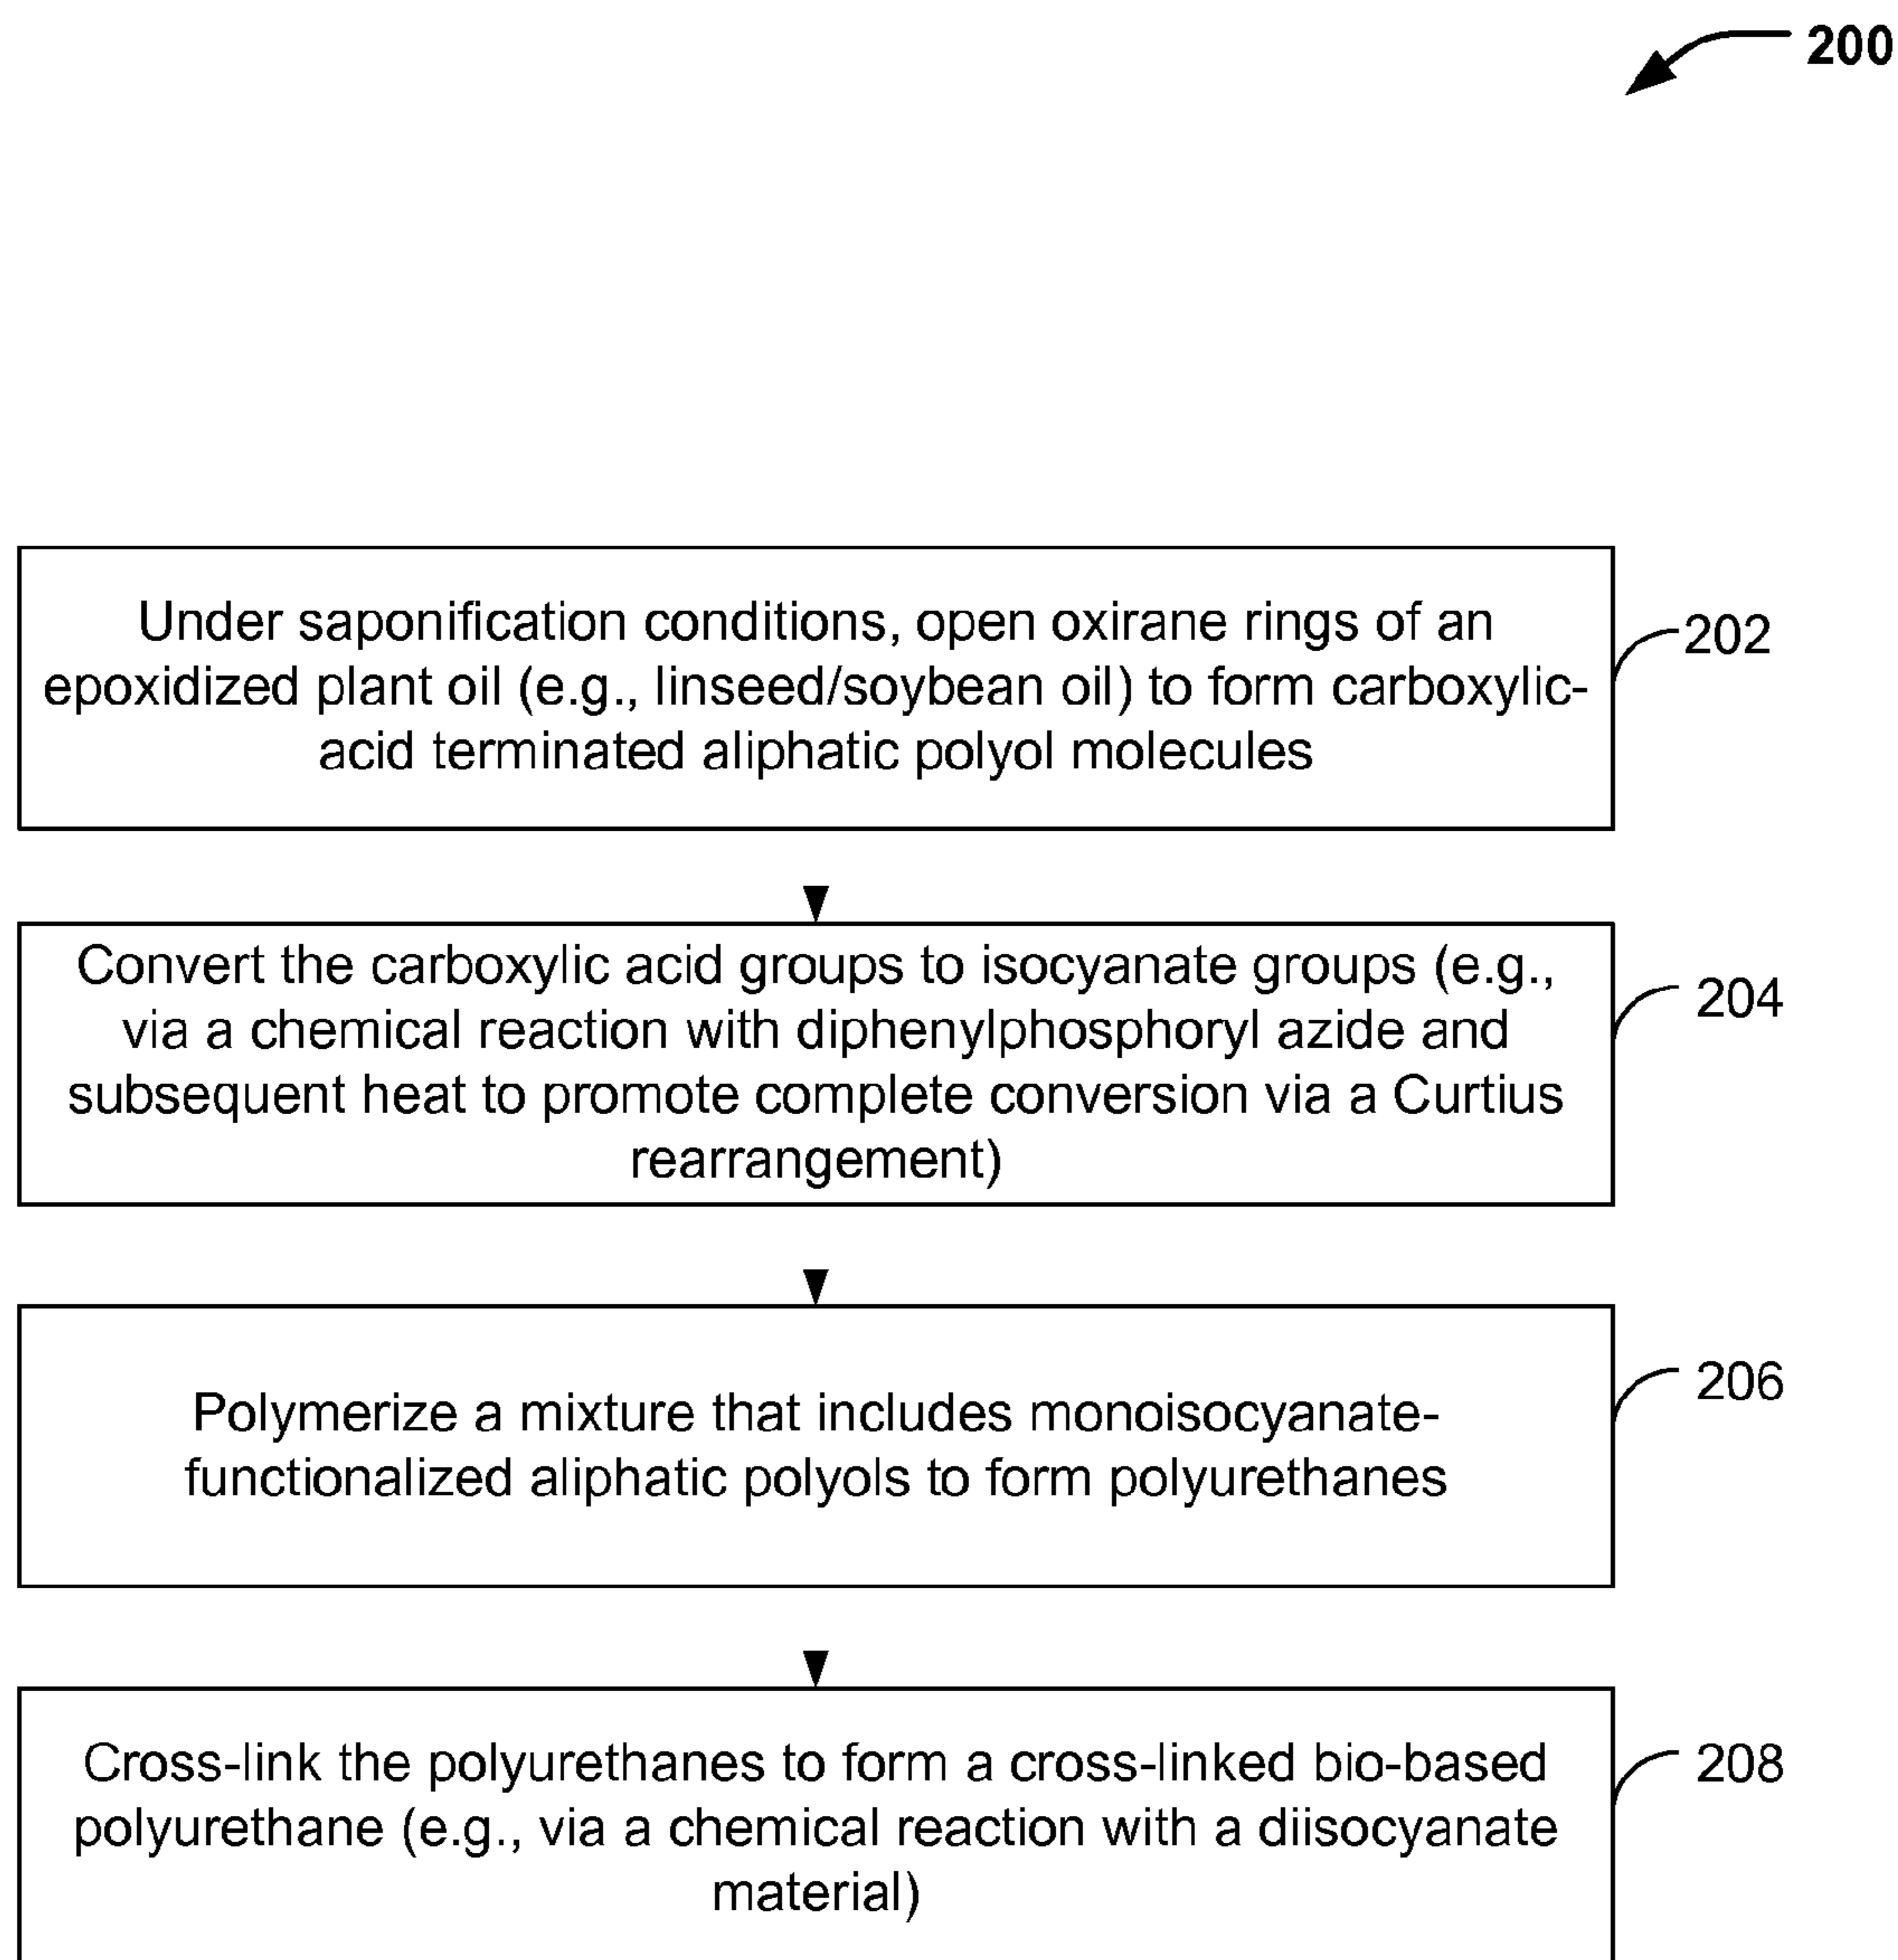 200
Under saponification conditions, open oxirane rings of an
epoxidized plant oil (e.g., linseed/soybean oil) to form carboxylic-
acid terminated aliphatic polyol molecules
202
Convert the carboxylic acid groups to isocyanate groups (e.g.,
via a chemical reaction with diphenylphosphoryl azide and
subsequent heat to promote complete conversion via a Curtius
rearrangement)
204
Polymerize a mixture that includes monoisocyanate-
functionalized aliphatic polyols to form polyurethanes
206
Cross-link the polyurethanes to form a cross-linked bio-based
polyurethane (e.g., via a chemical reaction with a diisocyanate
material)
208